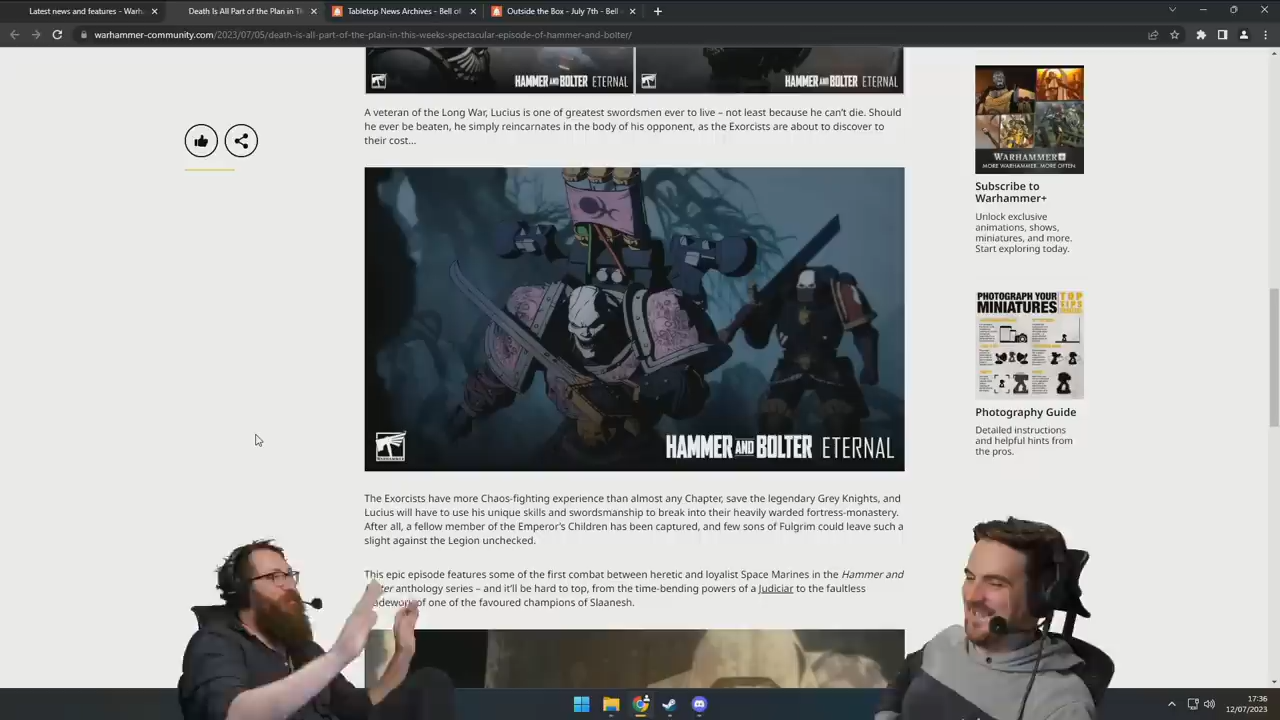 Latest news and features - Warh
Death Is All Part of the Plan in Th
Tabletop News Archives - Bell of
Outside the Box - July 7th - Bell
warhammer-community.com/2023/07/05/death-is-all-part-of-the-plan-in-this-weeks-spectacular-episode-of-hammer-and-bolter/
HAMMER AND BOLTER ETERNAL
HAMMER AND BOLTER ETERNAL
A veteran of the Long War, Lucius is one of greatest swordsmen ever to live – not least because he can't die. Should
he ever be beaten, he simply reincarnates in the body of his opponent, as the Exorcists are about to discover to
their cost...
WARHAMMER
HAMMER AND BOLTER ETERNAL
The Exorcists have more Chaos-fighting experience than almost any Chapter, save the legendary Grey Knights, and
Lucius will have to use his unique skills and swordsmanship to break into their heavily warded fortress-monastery.
After all, a fellow member of the Emperor's Children has been captured, and few sons of Fulgrim could leave such a
slight against the Legion unchecked.
This epic episode features some of the first combat between heretic and loyalist Space Marines in the Hammer and
anthology series – and it'll be hard to top, from the time-bending powers of a Judiciar to the faultless
of one of the favoured champions of Slaanesh.
WARHAMMER+
MORE WARHAMMER. MORE OFTEN
Subscribe to
Warhammer+
Unlock exclusive
animations, shows,
miniatures, and more.
Start exploring today.
PHOTOGRAPH YOUR
MINIATURES
TOP
TIPS
Photography Guide
Detailed instructions
and helpful hints from
the pros.
17:36
12/07/2023